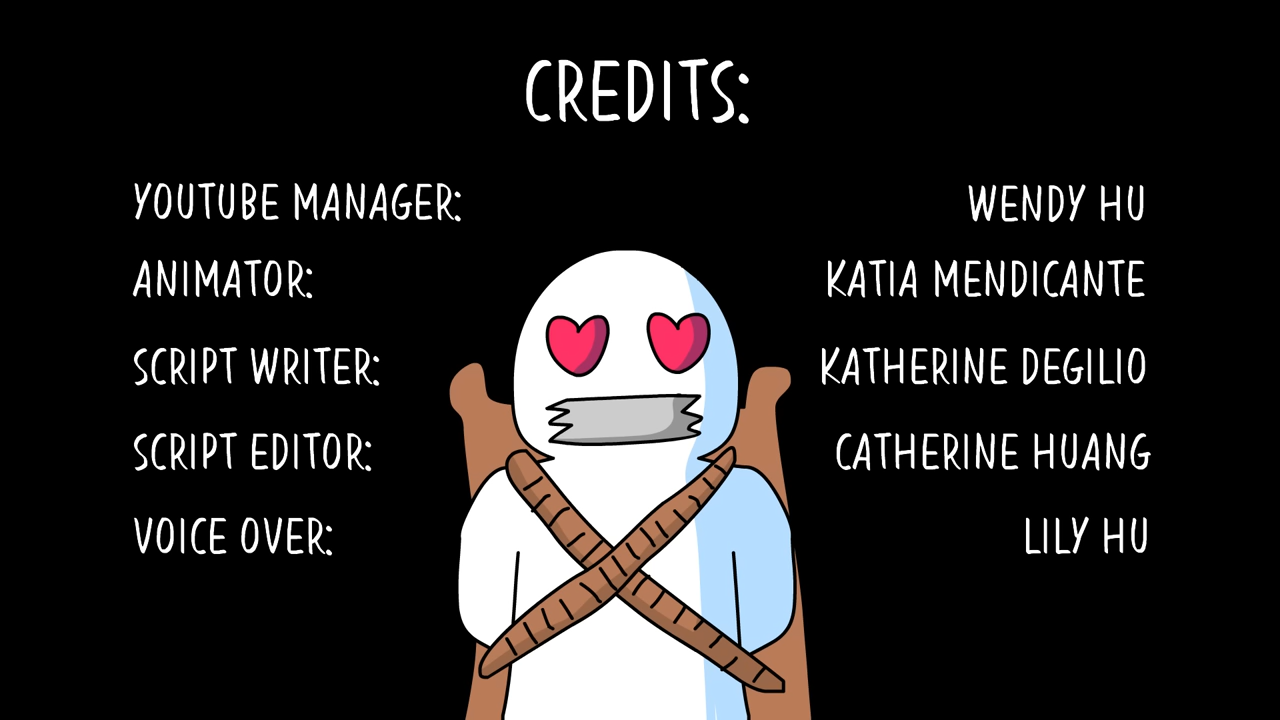 CREDITS:
YOUTUBE MANAGER: WENDY HU
ANIMATOR: KATIA MENDICANTE
SCRIPT WRITER: KATHERINE DEGILIO
SCRIPT EDITOR: CATHERINE HUANG
VOICE OVER: LILY HU